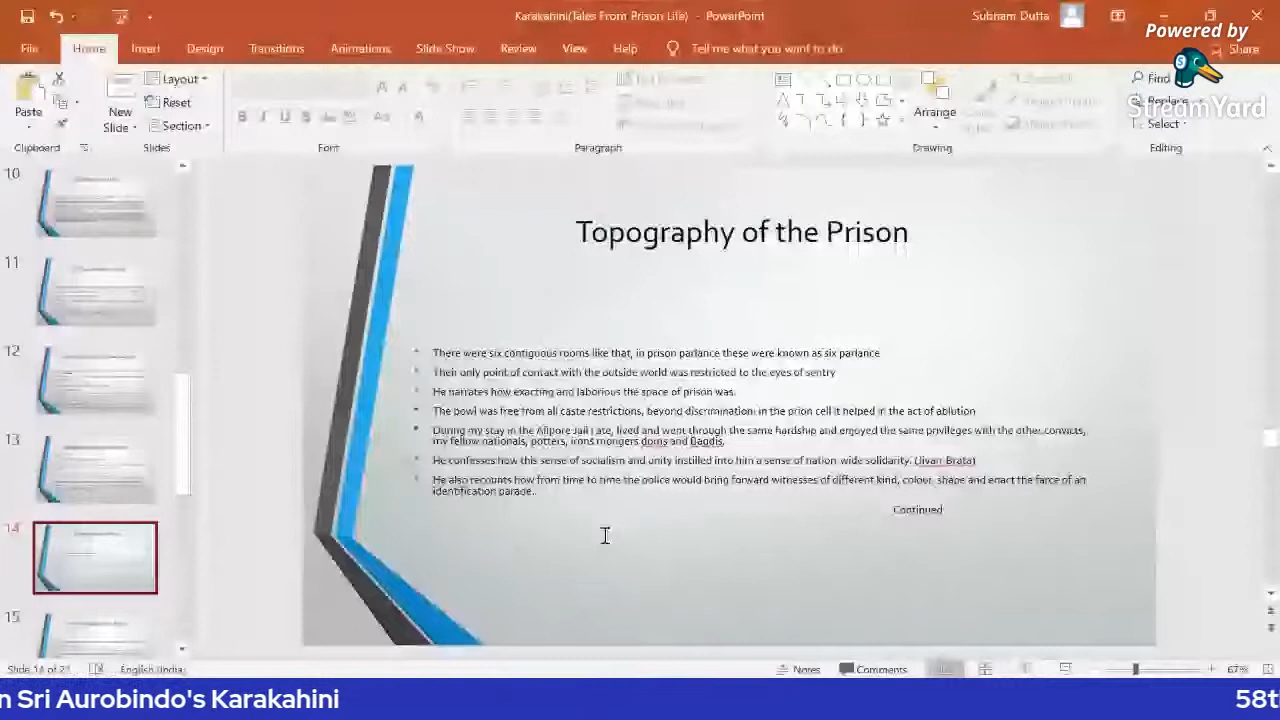 Karakahini(Tales From Prison Life) - PowerPoint
Subram Dutta
Powered by
StreamYard
File Home Insert Design Transitions Animations Slide Show Review View Help Tell me what you want to do Share
Paste
New Slide
Layout
Reset
Section
Arrange
Find
Replace
Select
Clipboard Slides Font Paragraph Drawing Editing
10
11
12
13
14
15
Topography of the Prison
There were six contiguous rooms like that, in prison parlance these were known as six parlance
Their only point of contact with the outside world was restricted to the eyes of sentry
He narrates how exacting and laborious the space of prison was.
The bowl was free from all caste restrictions, beyond discrimination, in the prion cell it helped in the act of ablution
During my stay in the Alipore Jail I ate, lived and went through the same hardship and enjoyed the same privileges with the other convicts,
my fellow nationals, potters, irons mongers doms and Bagdis.
He confesses how this sense of socialism and unity instilled into him a sense of nation-wide solidarity. (Jivan-Brata)
He also recounts how from time to time the police would bring forward witnesses of different kind, colour, shape and enact the farce of an
identification parade..
Continued
Slide 14 of English (India) Notes Comments 67%
n Sri Aurobindo's Karakahini
58th